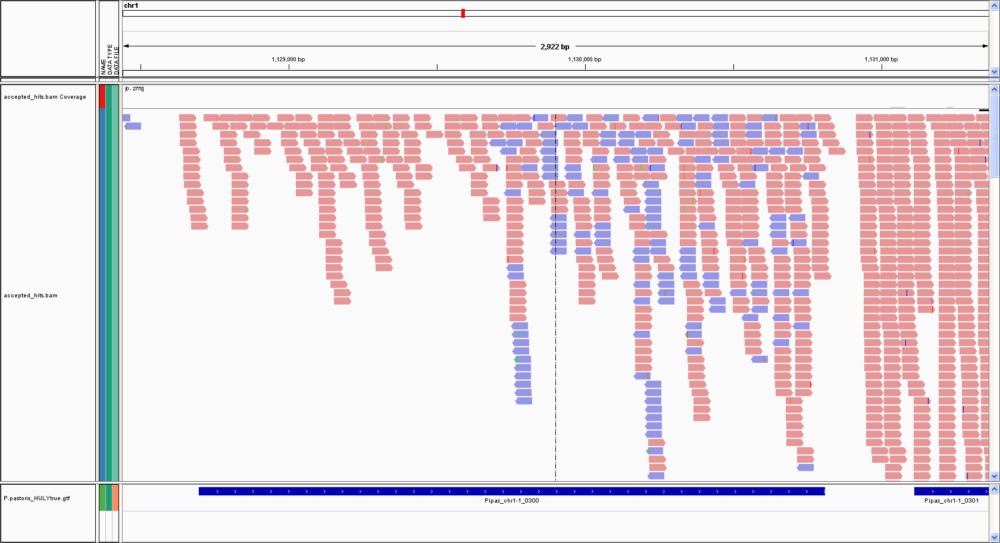 chr1
2,922 bp
1,129,000 bp
1,130,000 bp
1,131,000 bp
NAME
DATA TYPE
DATA FILE
accepted_hits.bam Coverage
[0 - 2775]
accepted_hits.bam
P.pastoris_HULYtrue.gtf
Pipas_chr1-1_0300
Pipas_chr1-1_0301